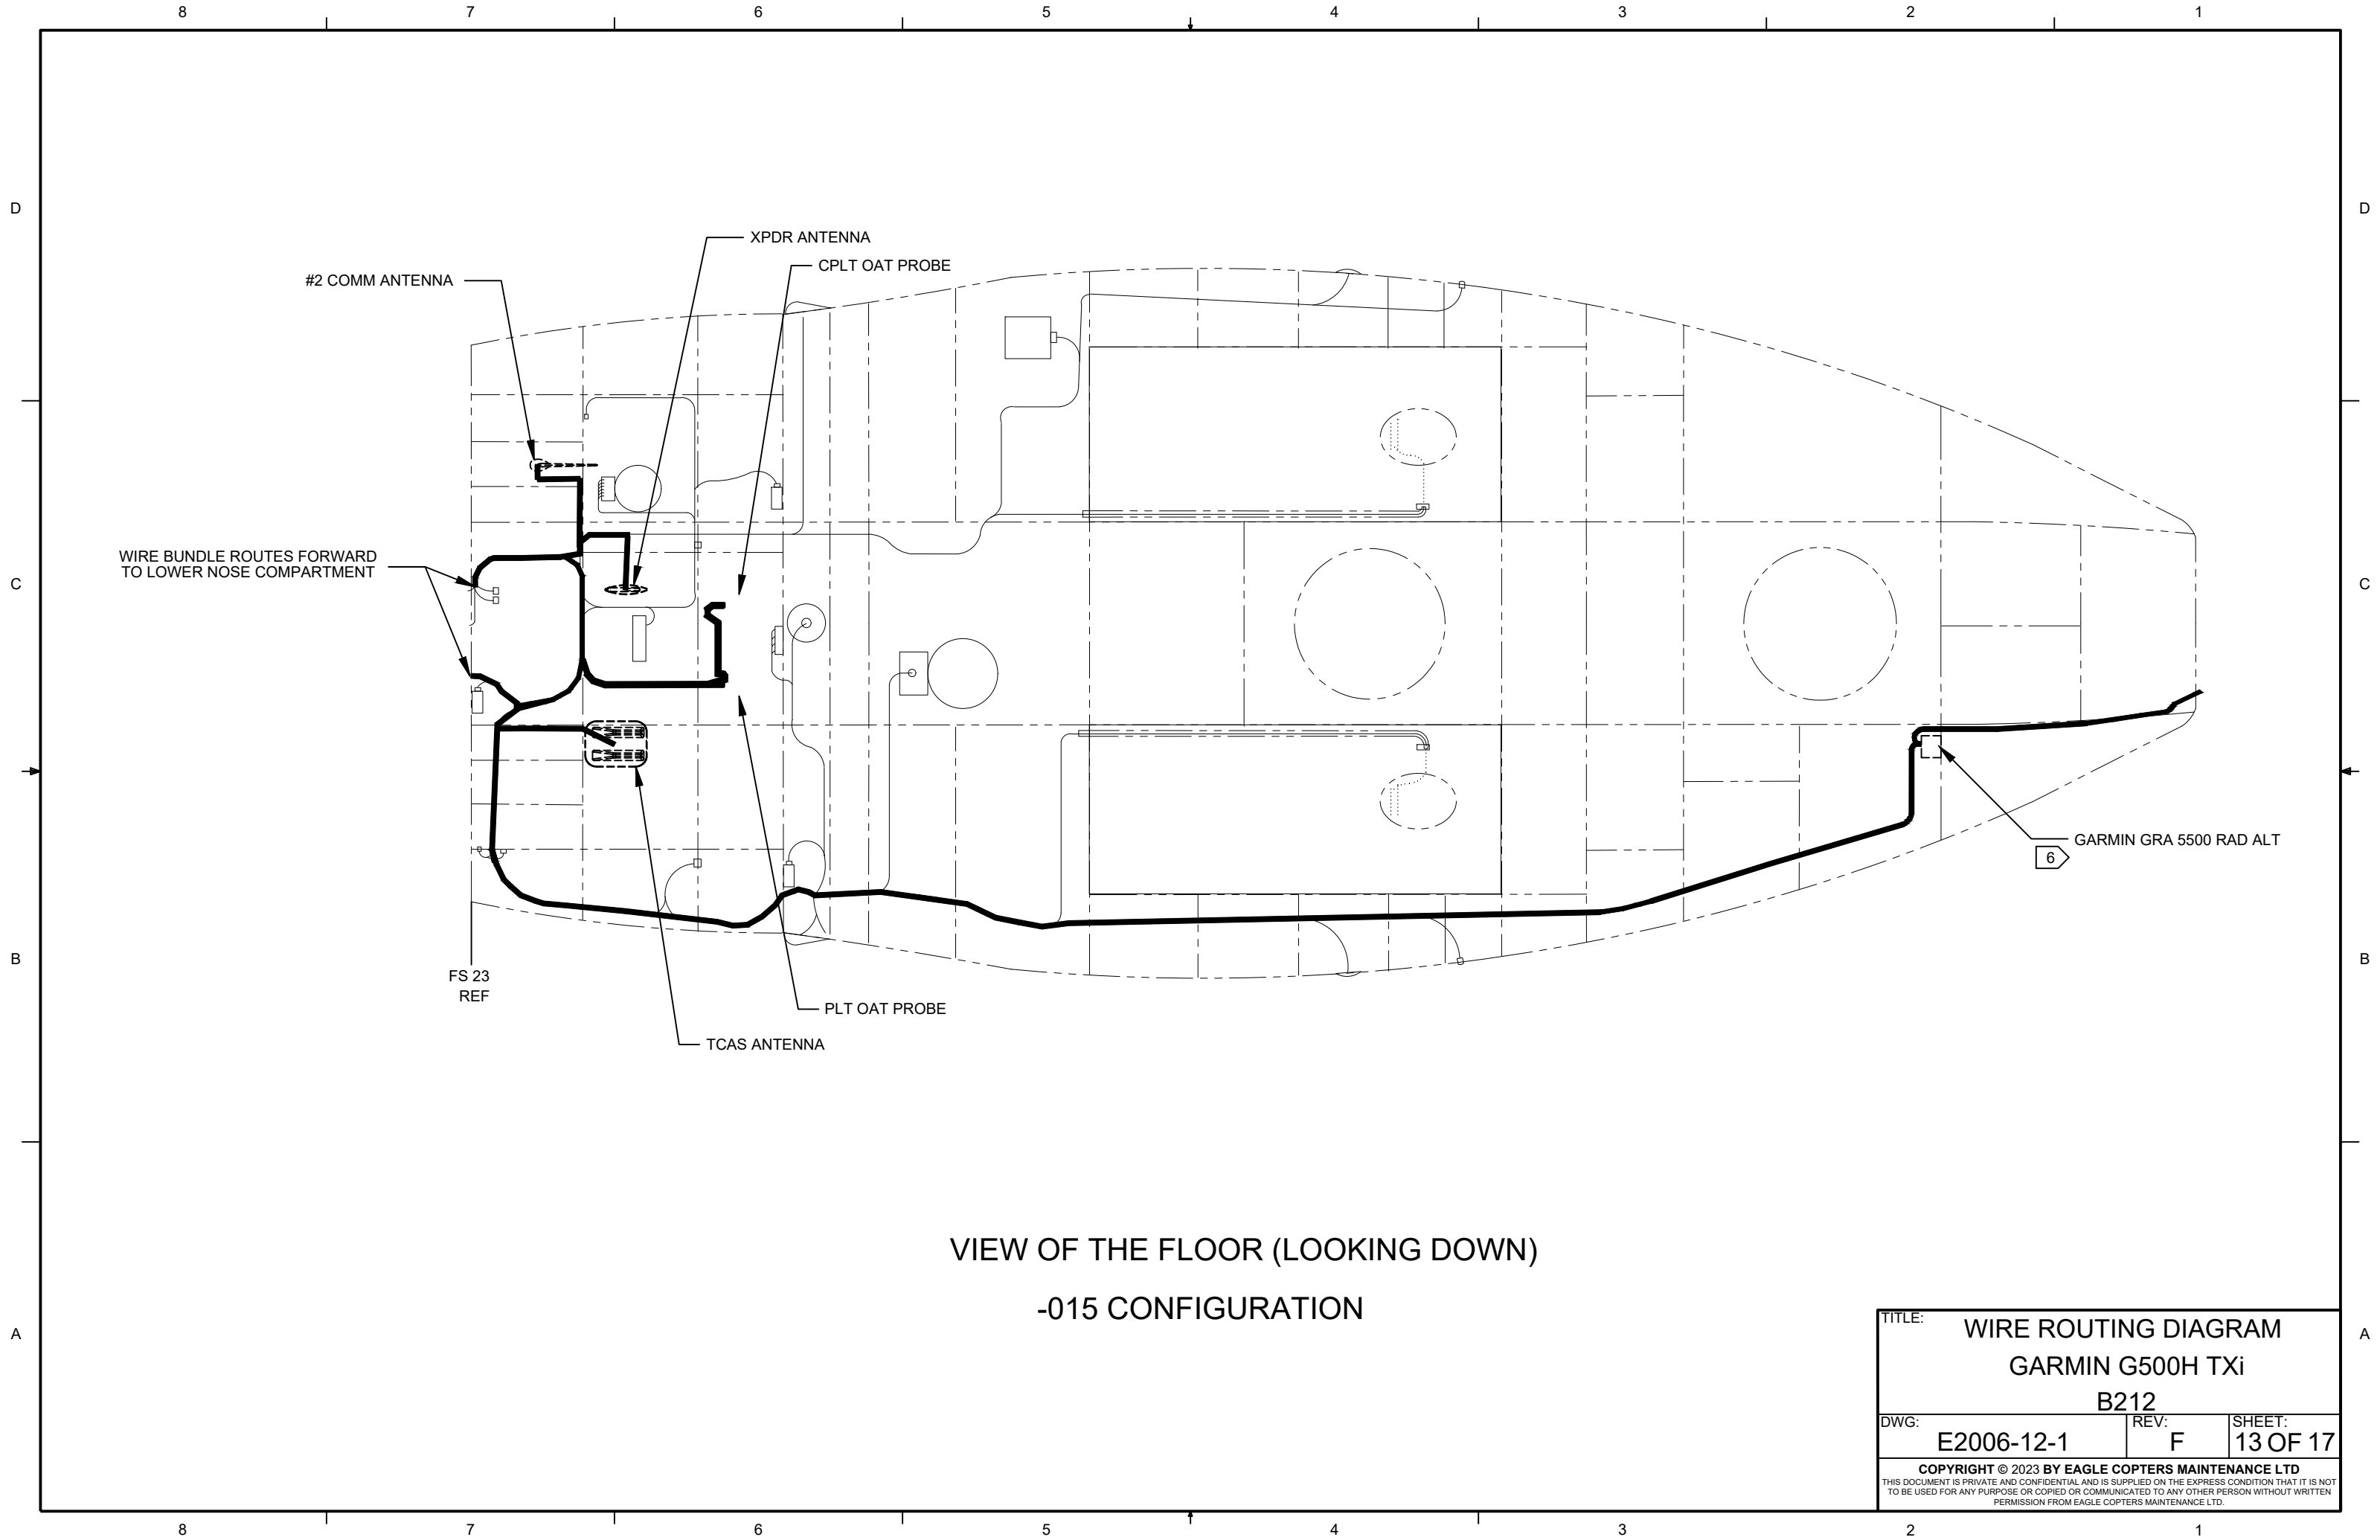 8 7 6 5 4 3 2 1
D D
XPDR ANTENNA
CPLT OAT PROBE
#2 COMM ANTENNA
WIRE BUNDLE ROUTES FORWARD
TO LOWER NOSE COMPARTMENT
C C
GARMIN GRA 5500 RAD ALT
6
B B
FS 23
REF
PLT OAT PROBE
TCAS ANTENNA
VIEW OF THE FLOOR (LOOKING DOWN)
-015 CONFIGURATION
A A
TITLE:
WIRE ROUTING DIAGRAM
GARMIN G500H TXi
B212
DWG: REV: SHEET:
E2006-12-1 F 13 OF 17
COPYRIGHT © 2023 BY EAGLE COPTERS MAINTENANCE LTD
THIS DOCUMENT IS PRIVATE AND CONFIDENTIAL AND IS SUPPLIED ON THE EXPRESS CONDITION THAT IT IS NOT
TO BE USED FOR ANY PURPOSE OR COPIED OR COMMUNICATED TO ANY OTHER PERSON WITHOUT WRITTEN
PERMISSION FROM EAGLE COPTERS MAINTENANCE LTD.
8 7 6 5 4 3 2 1